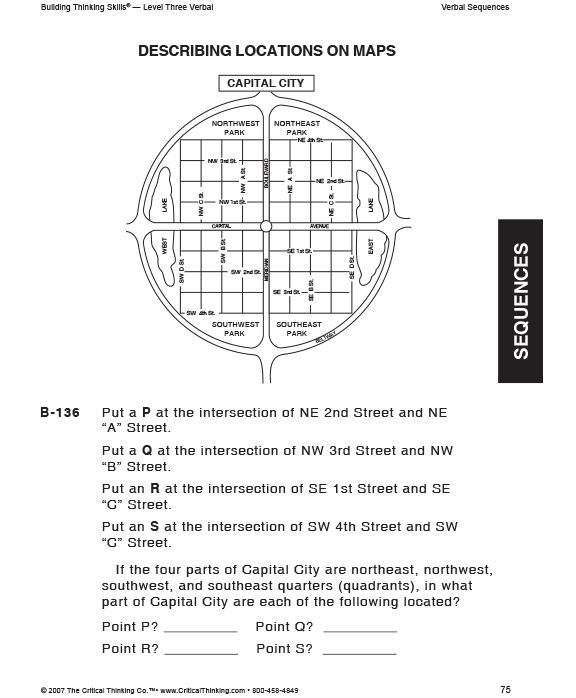 Building Thinking Skills® — Level Three Verbal
Verbal Sequences
DESCRIBING LOCATIONS ON MAPS
CAPITAL CITY
NORTHWEST PARK
NORTHEAST PARK
NE 4th St.
NW 3rd St.
NW A St.
BOULEVARD
NE A St.
NE 2nd St.
LAKE
NW C St.
NW 1st St.
NE C St.
LAKE
CAPITAL
AVENUE
WEST
SW B St.
SE 1st St.
EAST
SW D St.
SW 2nd St.
MERIDIAN
SE D St.
SE 3rd St.
SE B St.
SW 4th St.
SOUTHWEST PARK
SOUTHEAST PARK
BELTWAY
SEQUENCES
B-136 Put a P at the intersection of NE 2nd Street and NE
“A” Street.
Put a Q at the intersection of NW 3rd Street and NW
“B” Street.
Put an R at the intersection of SE 1st Street and SE
“C” Street.
Put an S at the intersection of SW 4th Street and SW
“C” Street.
If the four parts of Capital City are northeast, northwest,
southwest, and southeast quarters (quadrants), in what
part of Capital City are each of the following located?
Point P? __________ Point Q? __________
Point R? __________ Point S? __________
© 2007 The Critical Thinking Co.™ • www.CriticalThinking.com • 800-458-4849
75